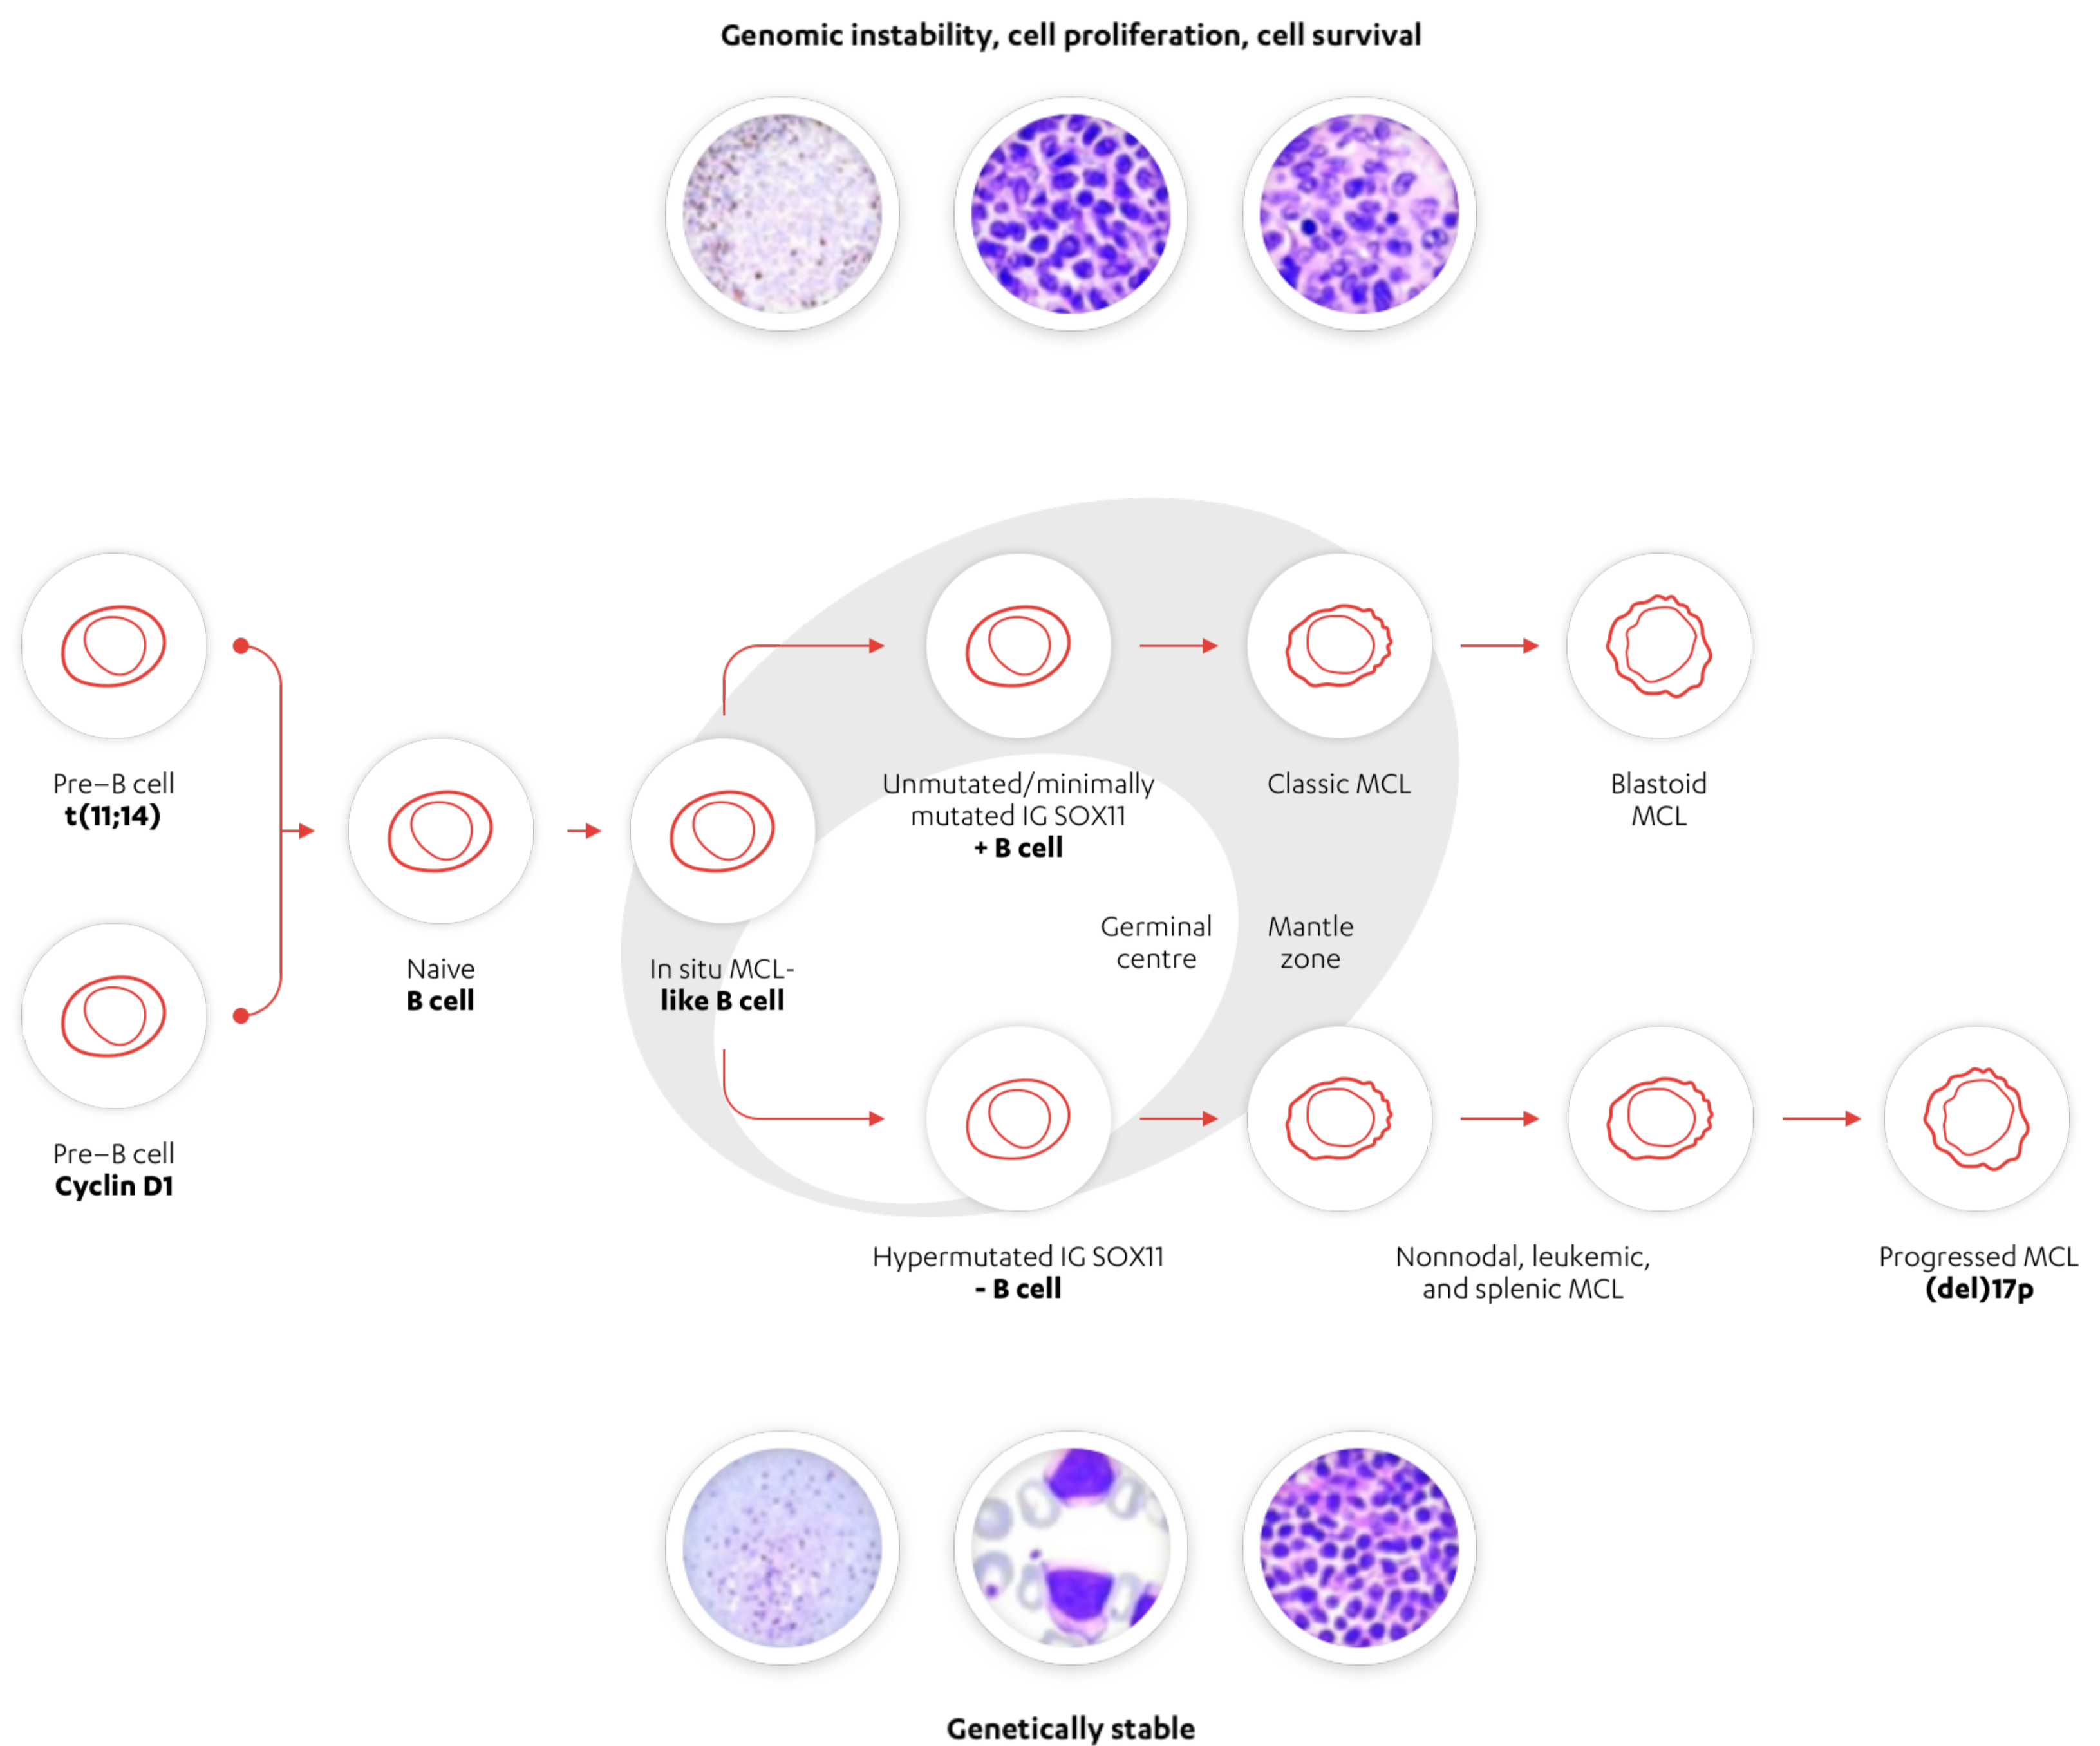 Genomic instability, cell proliferation, cell survival
Pre–B cell
t(11;14)
Unmutated/minimally
mutated IG SOX11
+ B cell
Classic MCL
Blastoid
MCL
Naive
B cell
In situ MCL-
like B cell
Germinal
centre
Mantle
zone
Pre–B cell
Cyclin D1
Hypermutated IG SOX11
- B cell
Nonnodal, leukemic,
and splenic MCL
Progressed MCL
(del)17p
Genetically stable